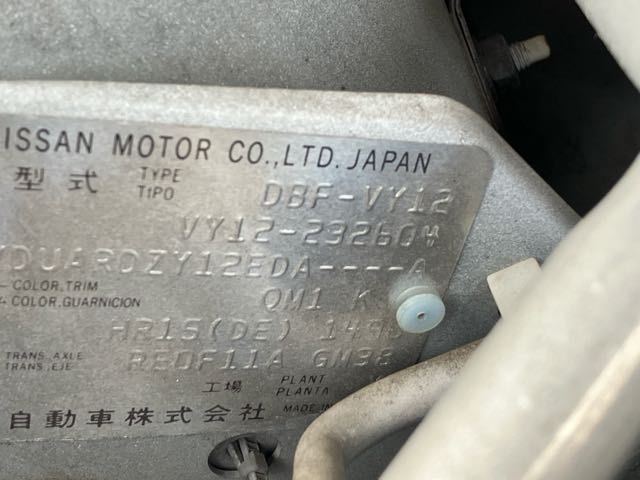 ISSAN MOTOR CO.,LTD. JAPAN
型式 TYPE TIPO DBF-VY12
VY12-232604
YDUARDZY12EDA----A
COLOR, TRIM
COLOR, GUARNICION QM1 K
HR15(DE) 149
TRANS. AXLE
TRANS. EJE RE0F11A GM38
工場 PLANT PLANTA
自動車株式会社 MADE IN